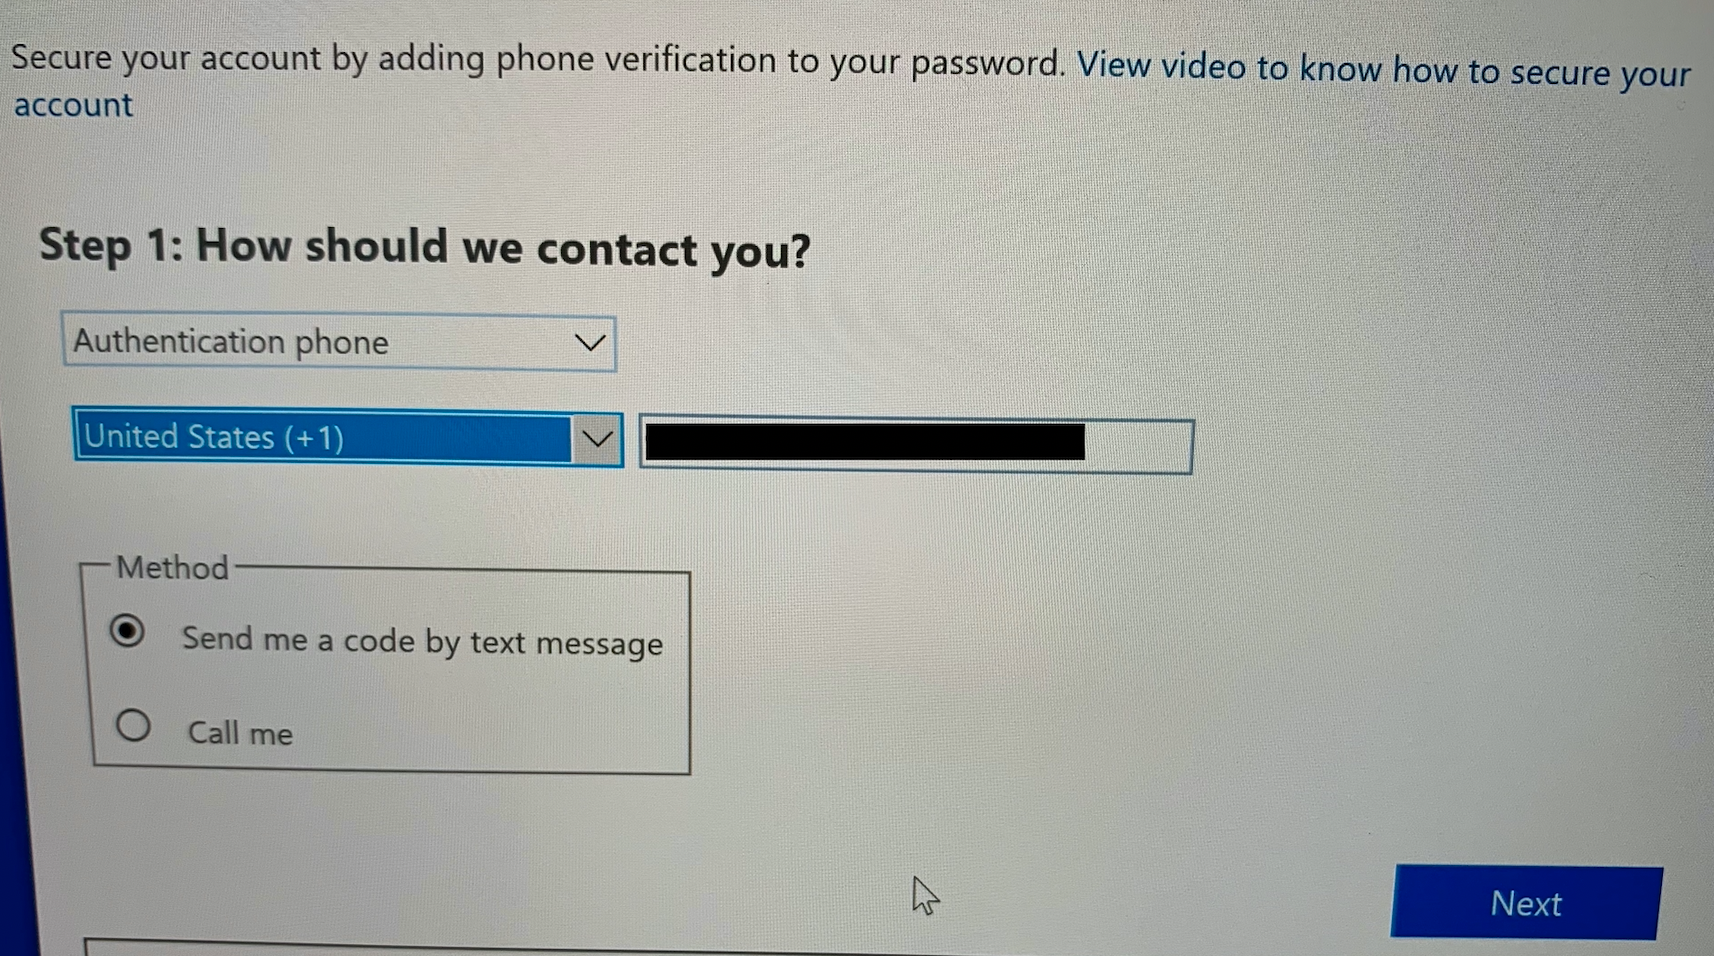 Secure your account by adding phone verification to your password. View video to know how to secure your
account
Step 1: How should we contact you?
Authentication phone
United States (+1)
Method
Send me a code by text message
Call me
Next